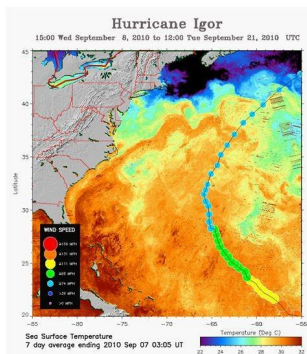 Hurricane Igor
15:00 Wed September 8, 2010 to 12:00 Tue September 21, 2010 UTC
45
40
35
30
25
20
Latitude
WIND SPEED
-85
-80
-75
-70
-65
-60
-55
Sea Surface Temperature
7 day average ending 2010 Sep 07 03:05 UT
Temperature (Deg C)
22
24
26
28
30
32